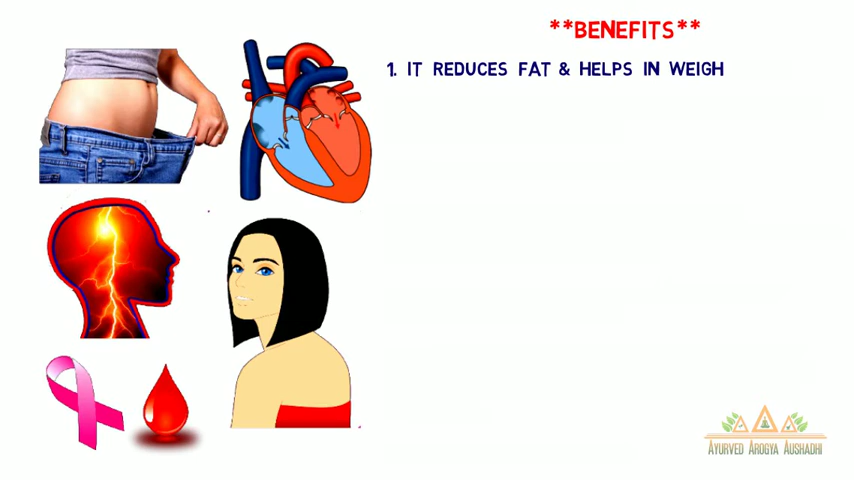 **BENEFITS**
1. IT REDUCES FAT & HELPS IN WEIGH
AYURVED AROGYA AUSHADHI